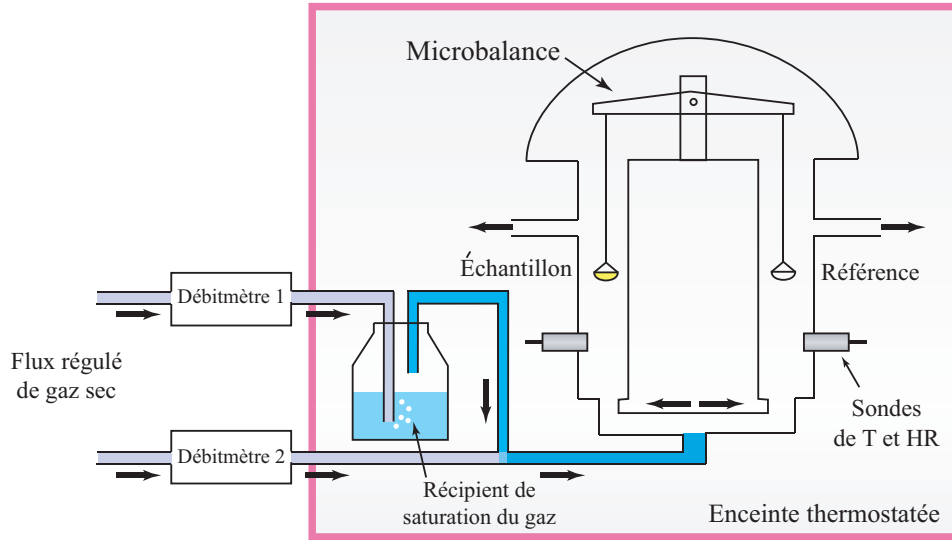 Microbalance
Échantillon
Référence
Débitmètre 1
Flux régulé
de gaz sec
Sondes
de T et HR
Débitmètre 2
Récipient de
saturation du gaz
Enceinte thermostatée